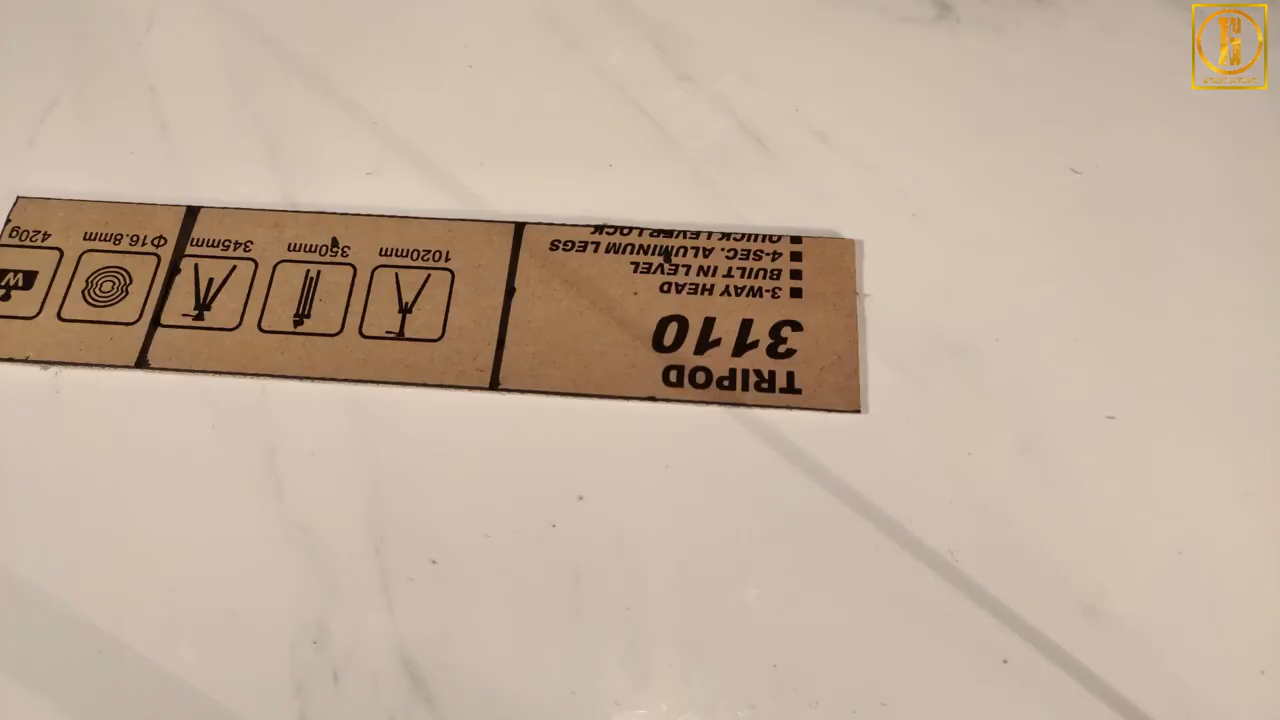 TRIPOD
3110
■ 3-WAY HEAD
■ BUILT IN LEVEL
■ 4-SEC. ALUMINUM LEGS
■ QUICK LEVER LOCK
1020mm
350mm
345mm
Φ16.8mm
420g
W